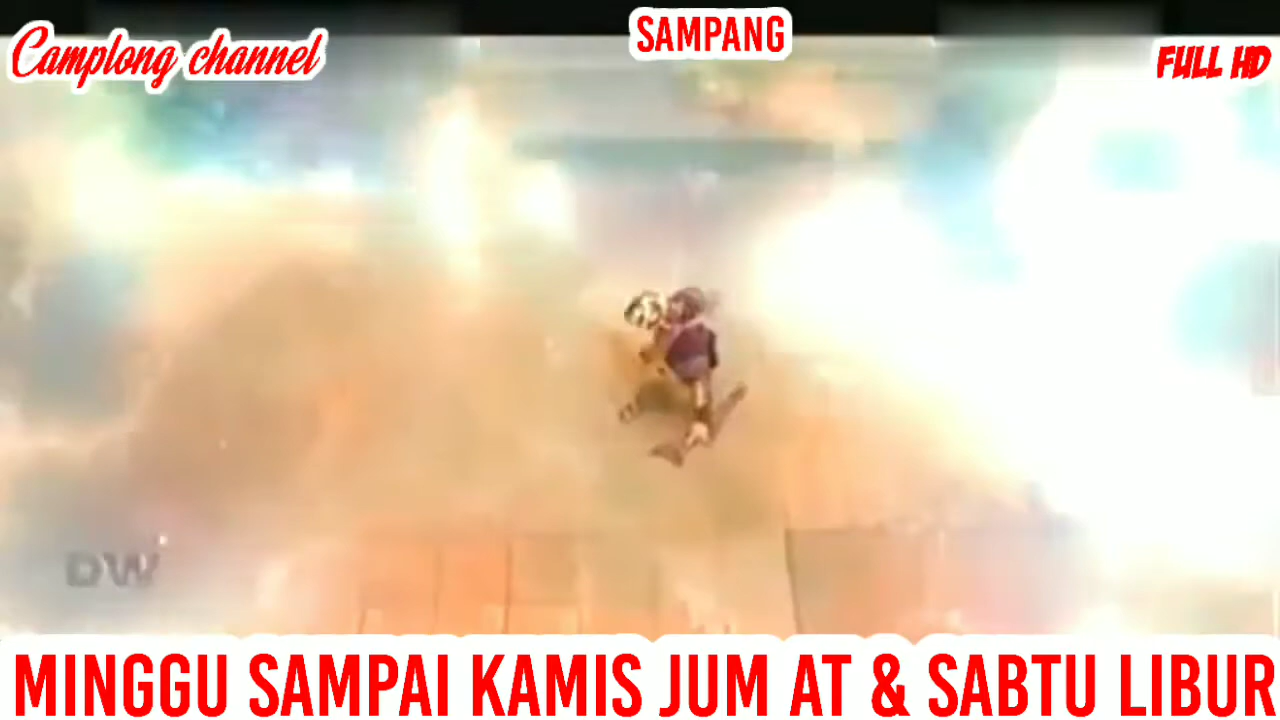 SAMPANG
Camplong channel
FULL HD
DW
MINGGU SAMPAI KAMIS JUM AT & SABTU LIBUR